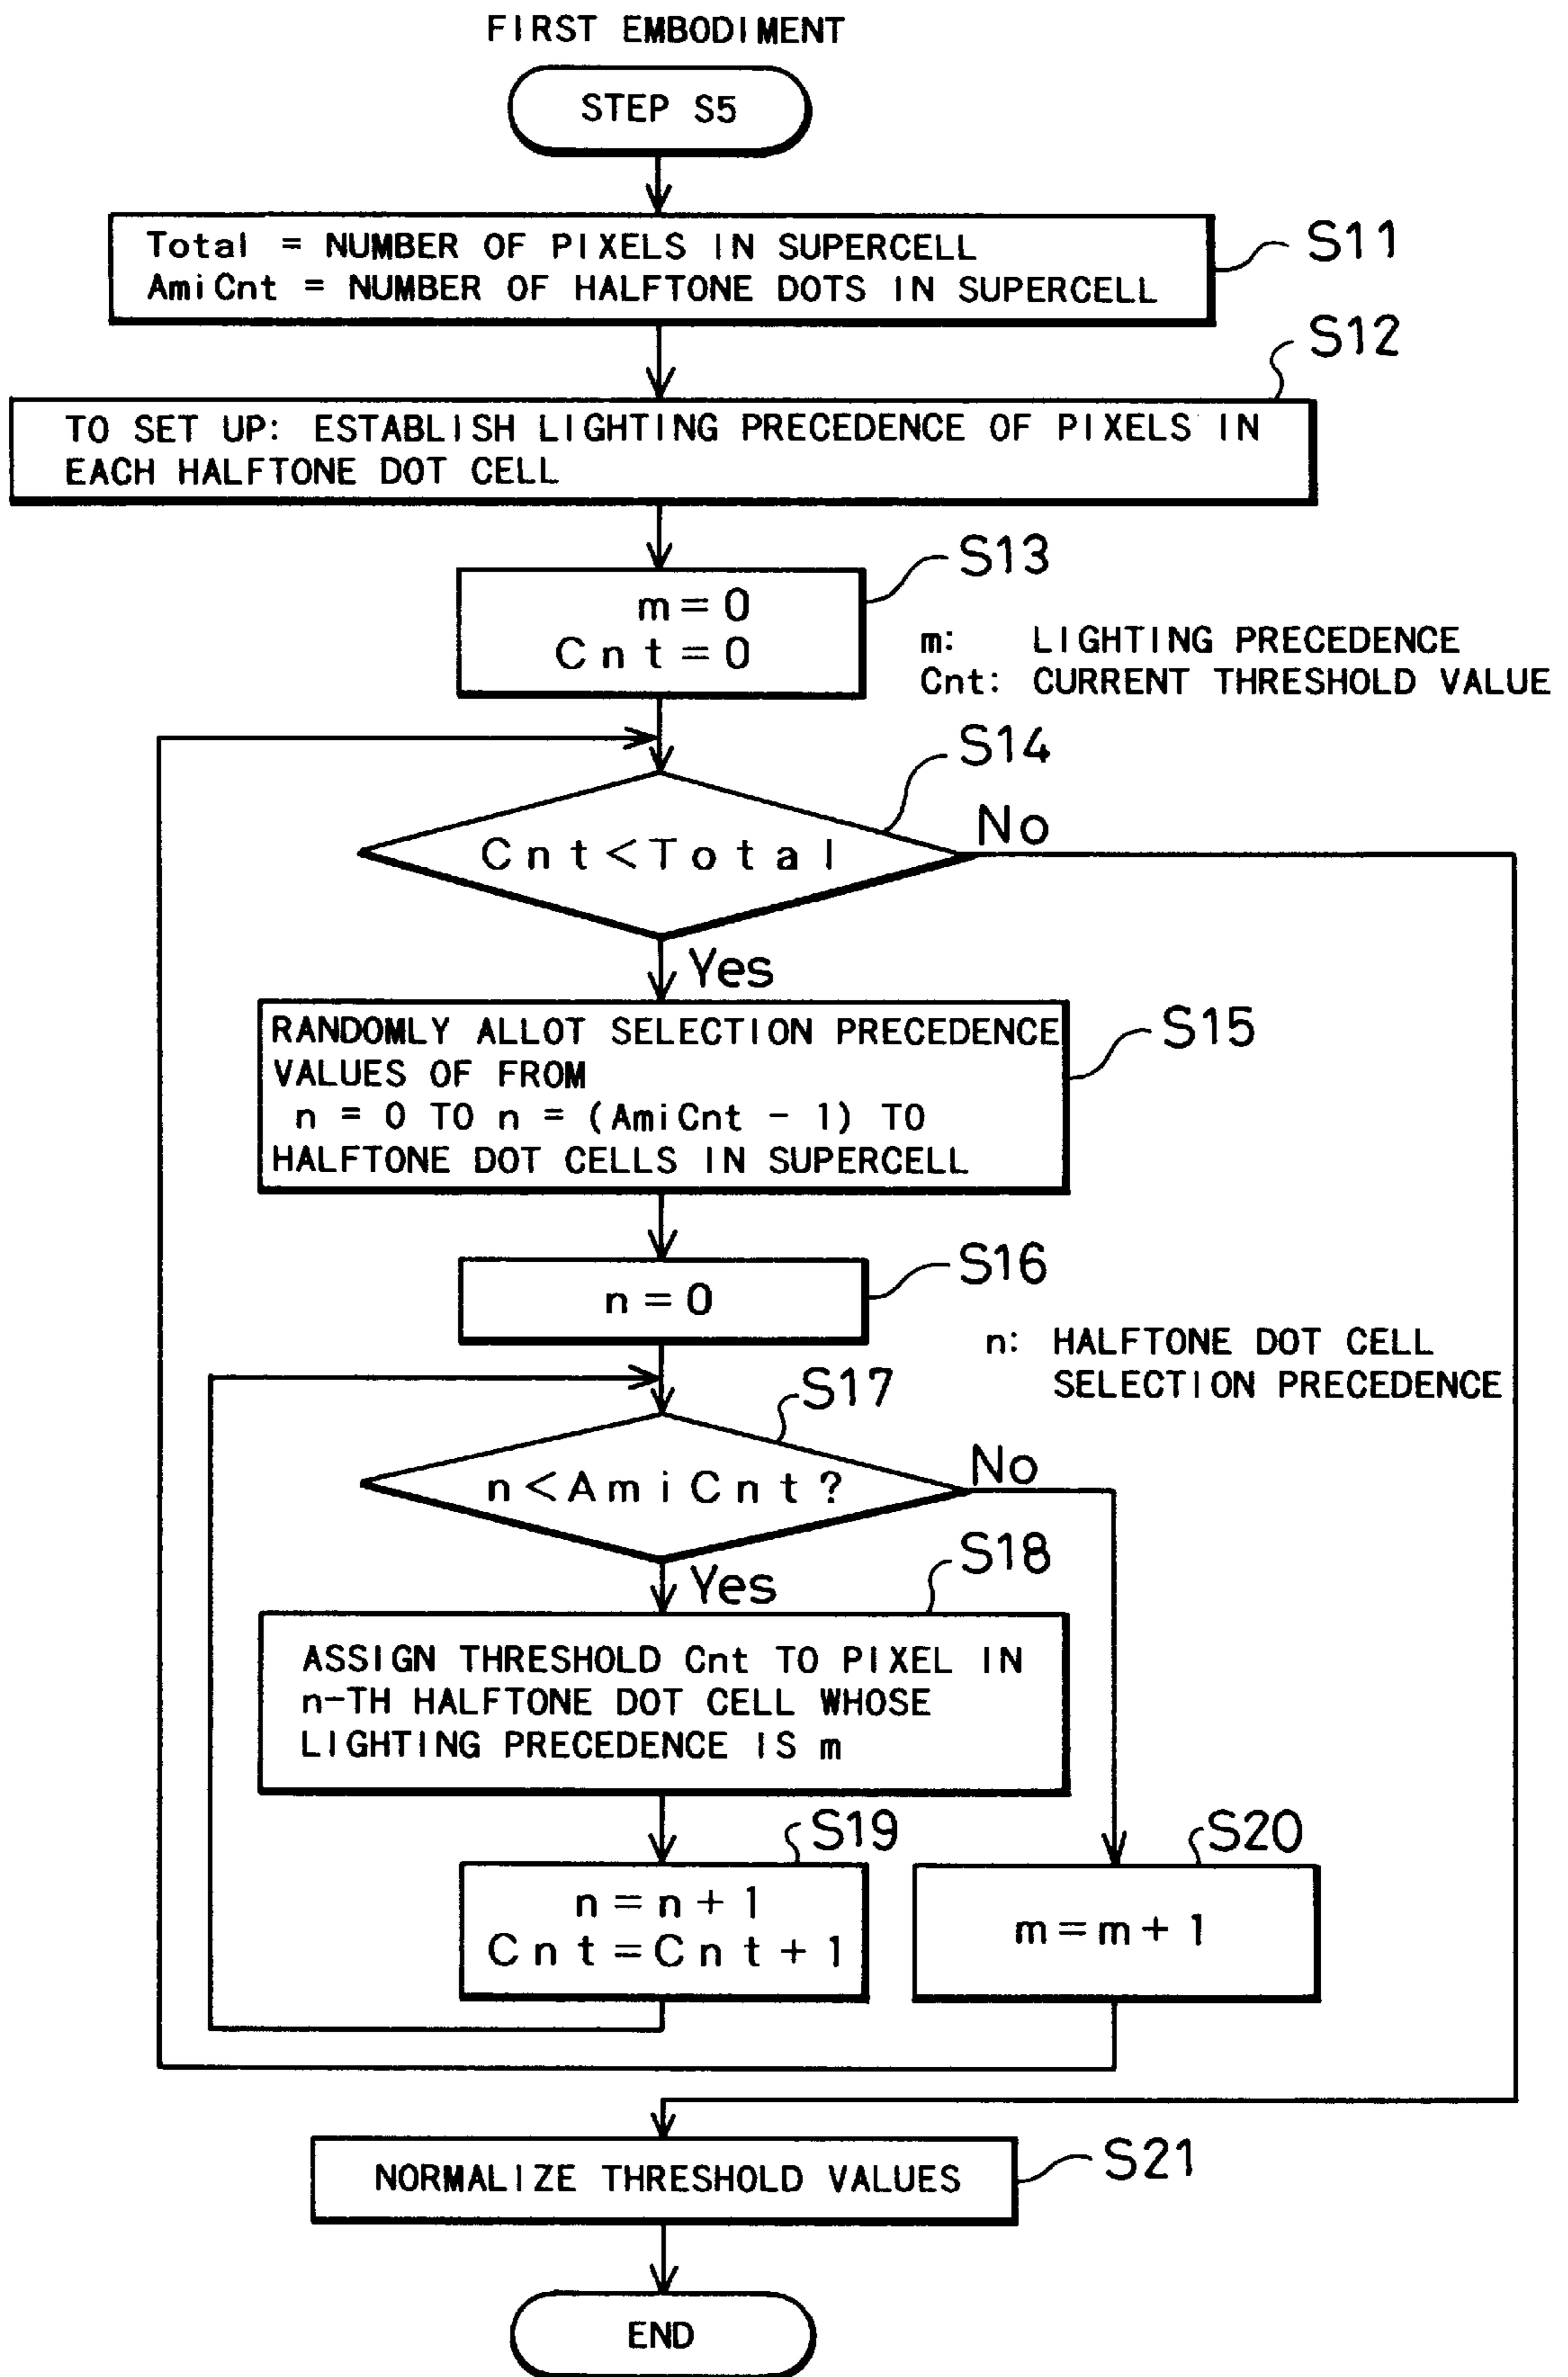 FIRST EMBODIMENT
STEP S5
Total = NUMBER OF PIXELS IN SUPERCELL
AmiCnt = NUMBER OF HALFTONE DOTS IN SUPERCELL
S11
S12
TO SET UP: ESTABLISH LIGHTING PRECEDENCE OF PIXELS IN
EACH HALFTONE DOT CELL
S13
m=0
Cnt=0
m: LIGHTING PRECEDENCE
Cnt: CURRENT THRESHOLD VALUE
S14
Cnt<Total
No
Yes
RANDOMLY ALLOT SELECTION PRECEDENCE
VALUES OF FROM
n = 0 TO n = (AmiCnt - 1) TO
HALFTONE DOT CELLS IN SUPERCELL
S15
S16
n=0
n: HALFTONE DOT CELL
SELECTION PRECEDENCE
S17
n<AmiCnt?
No
Yes
S18
ASSIGN THRESHOLD Cnt TO PIXEL IN
n-TH HALFTONE DOT CELL WHOSE
LIGHTING PRECEDENCE IS m
S19
n=n+1
Cnt=Cnt+1
S20
m=m+1
NORMALIZE THRESHOLD VALUES
S21
END